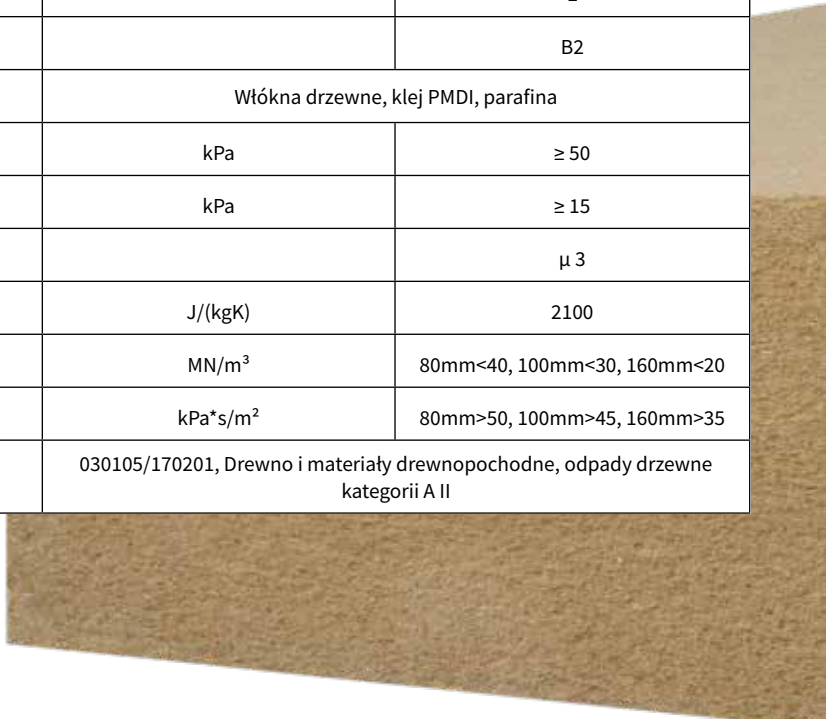 B2
Włókna drzewne, klej PMDI, parafina
kPa ≥ 50
kPa ≥ 15
µ 3
J/(kgK) 2100
MN/m³ 80mm<40, 100mm<30, 160mm<20
kPa*s/m² 80mm>50, 100mm>45, 160mm>35
030105/170201, Drewno i materiały drewnopochodne, odpady drzewne
kategorii A II